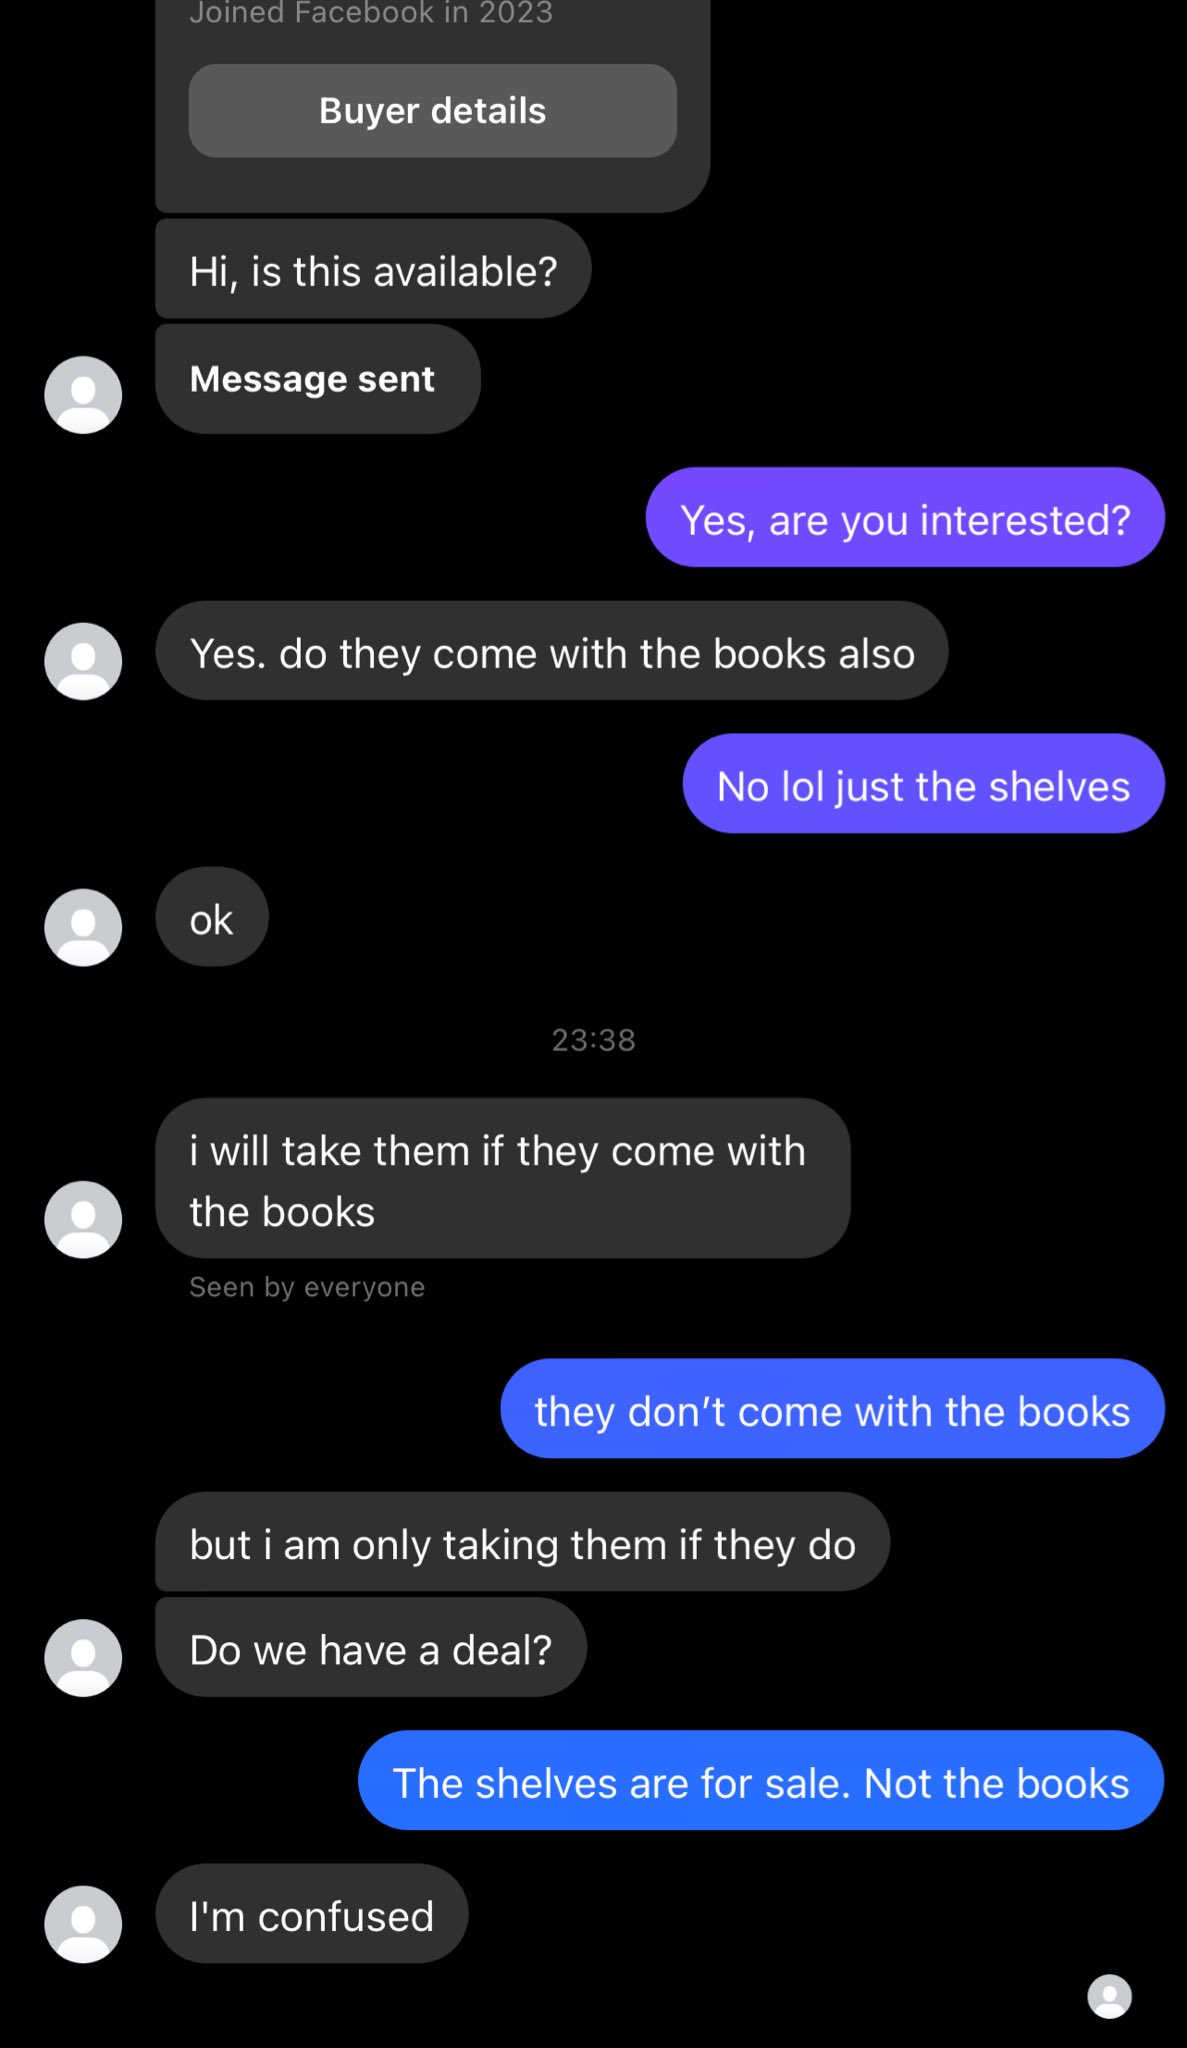 Joined Facebook in 2023
Buyer details
Hi, is this available?
Message sent
Yes, are you interested?
Yes. do they come with the books also
No lol just the shelves
ok
23:38
i will take them if they come with
the books
Seen by everyone
they don’t come with the books
but i am only taking them if they do
Do we have a deal?
The shelves are for sale. Not the books
I'm confused